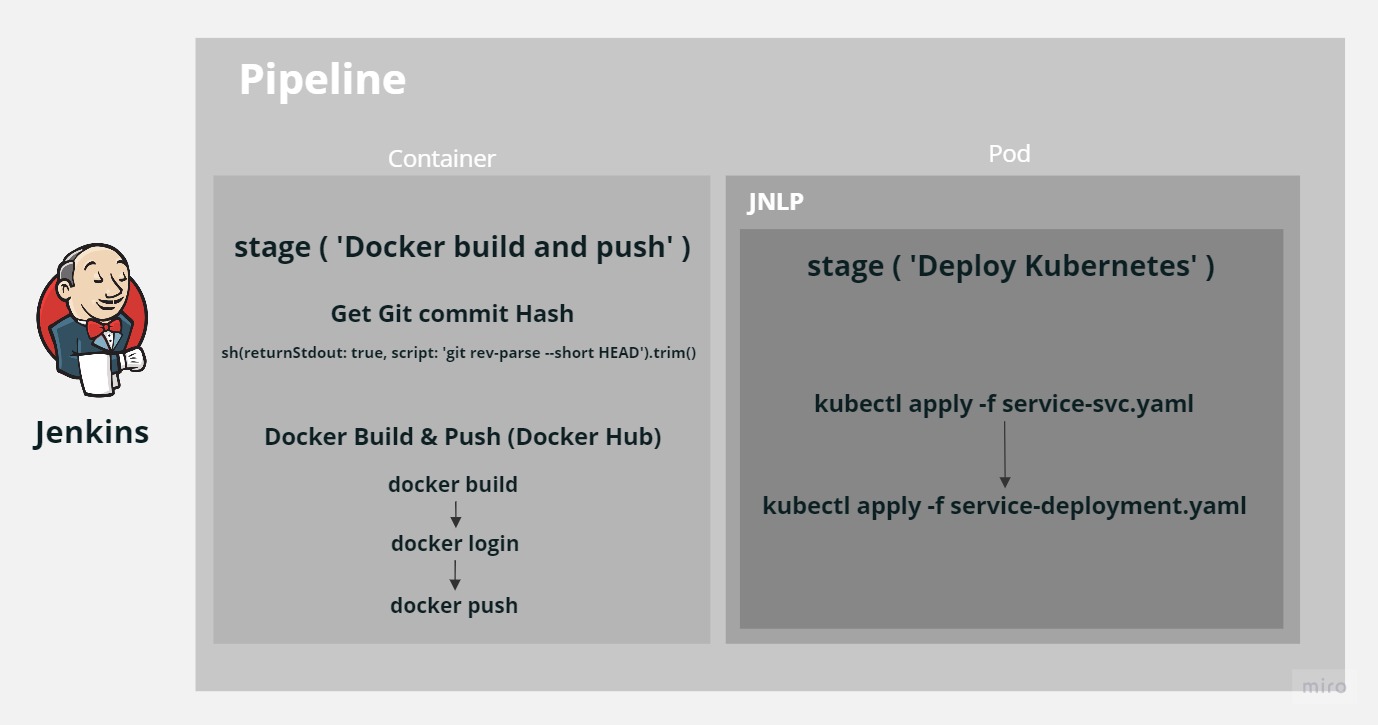 Pipeline
Container
Pod
JNLP
stage ( 'Docker build and push' )
stage ( 'Deploy Kubernetes' )
Get Git commit Hash
sh(returnStdout: true, script: 'git rev-parse --short HEAD').trim()
kubectl apply -f service-svc.yaml
Jenkins
Docker Build & Push (Docker Hub)
docker build
kubectl apply -f service-deployment.yaml
docker login
docker push
miro